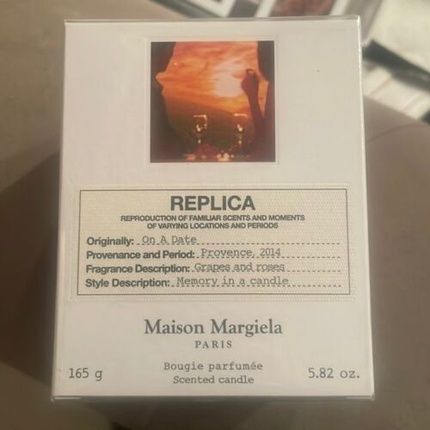 REPLICA
REPRODUCTION OF FAMILIAR SCENTS AND MOMENTS
OF VARYING LOCATIONS AND PERIODS
Originally: On A Date
Provenance and Period: Provence, 2014
Fragrance Description: Grapes and roses
Style Description: Memory in a candle
Maison Margiela
PARIS
Bougie parfumée
165 g Scented candle 5.82 oz.